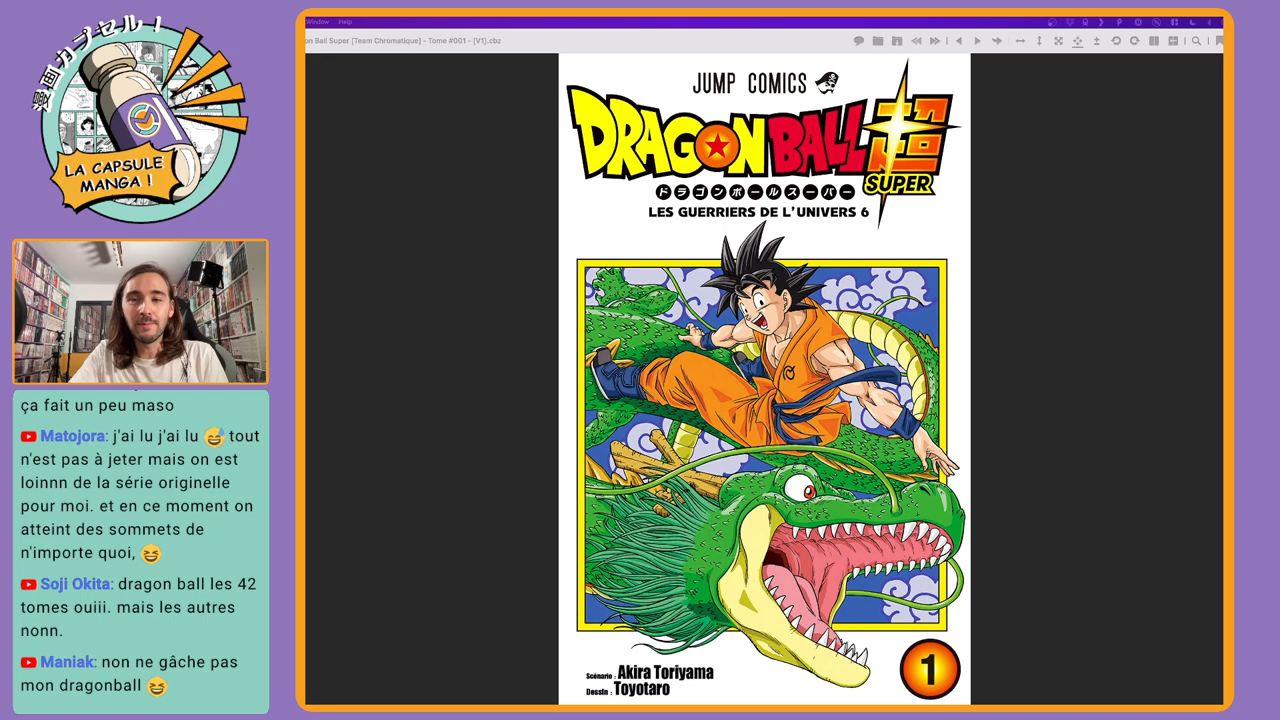 漫画カプセル！
LA CAPSULE
MANGA !
Window Help
on Ball Super [Team Chromatique] - Tome #001 - [V1].cbz
JUMP COMICS
DRAGON BALL 超
SUPER
ドラゴンボールスーパー
LES GUERRIERS DE L'UNIVERS 6
Scénario : Akira Toriyama
Dessin : Toyotaro
1
ça fait un peu maso
Matojora: j'ai lu j'ai lu 😅 tout
n'est pas à jeter mais on est
loinnn de la série originelle
pour moi. et en ce moment on
atteint des sommets de
n'importe quoi, 😆
Soji Okita: dragon ball les 42
tomes ouiii. mais les autres
nonn.
Maniak: non ne gâche pas
mon dragonball 😆